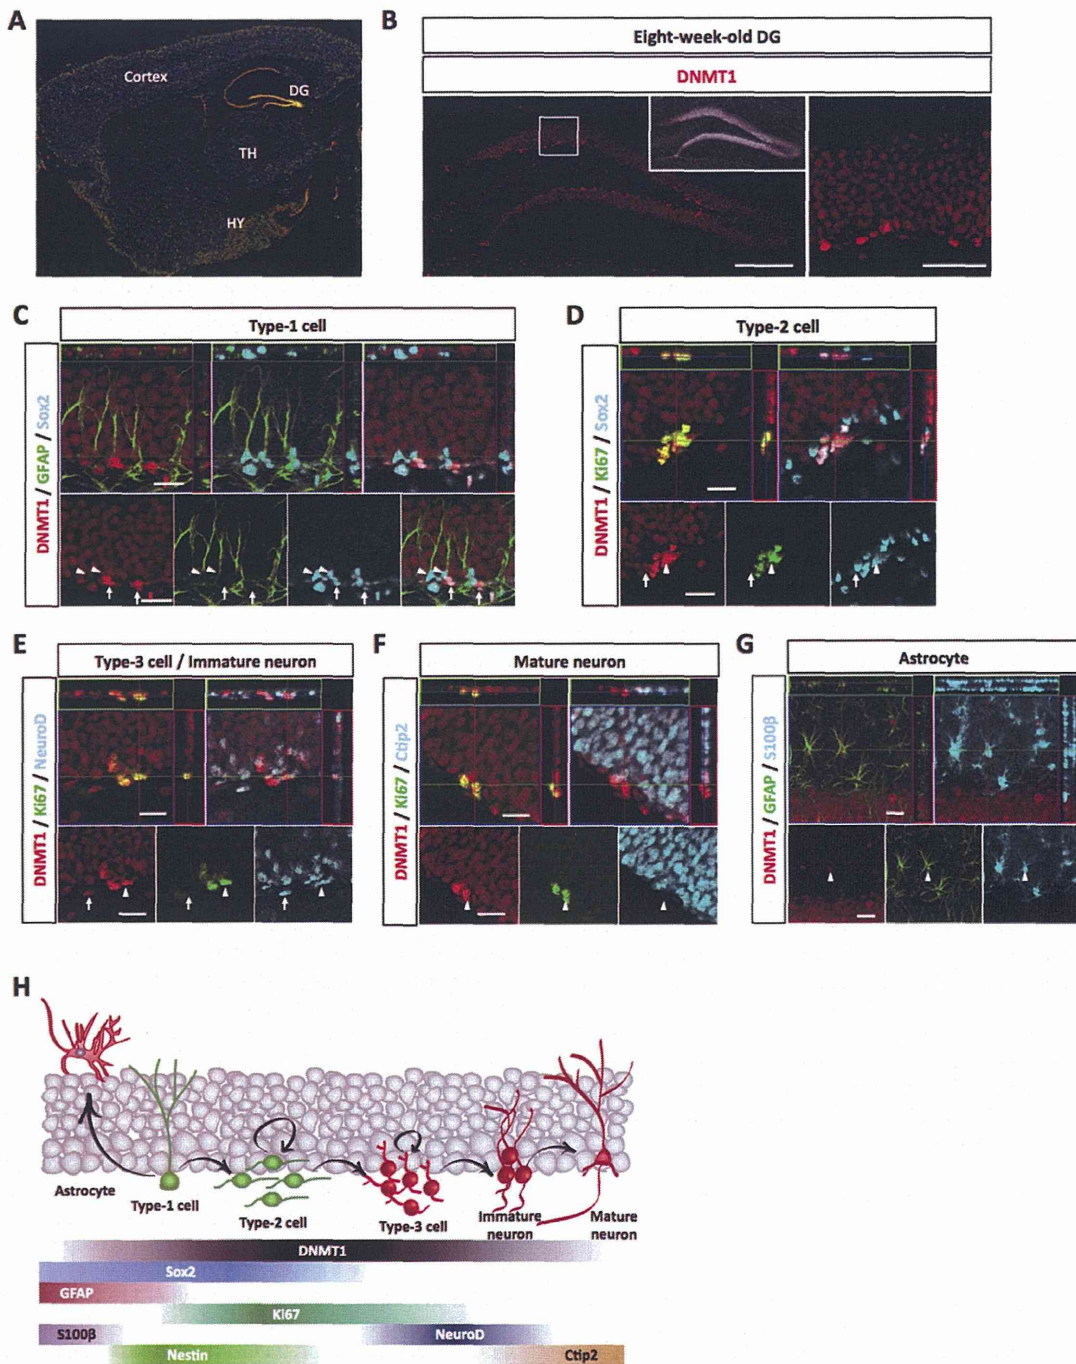 A
Cortex
DG
TH
HY
B
Eight-week-old DG
DNMT1
C
Type-1 cell
DNMT1 / GFAP / Sox2
D
Type-2 cell
DNMT1 / Ki67 / Sox2
E
Type-3 cell / Immature neuron
DNMT1 / Ki67 / NeuroD
F
Mature neuron
DNMT1 / Ki67 / Ctip2
G
Astrocyte
DNMT1 / GFAP / S100β
H
Astrocyte
Type-1 cell
Type-2 cell
Type-3 cell
Immature
neuron
Mature
neuron
DNMT1
Sox2
GFAP
Ki67
S100β
NeuroD
Nestin
Ctip2